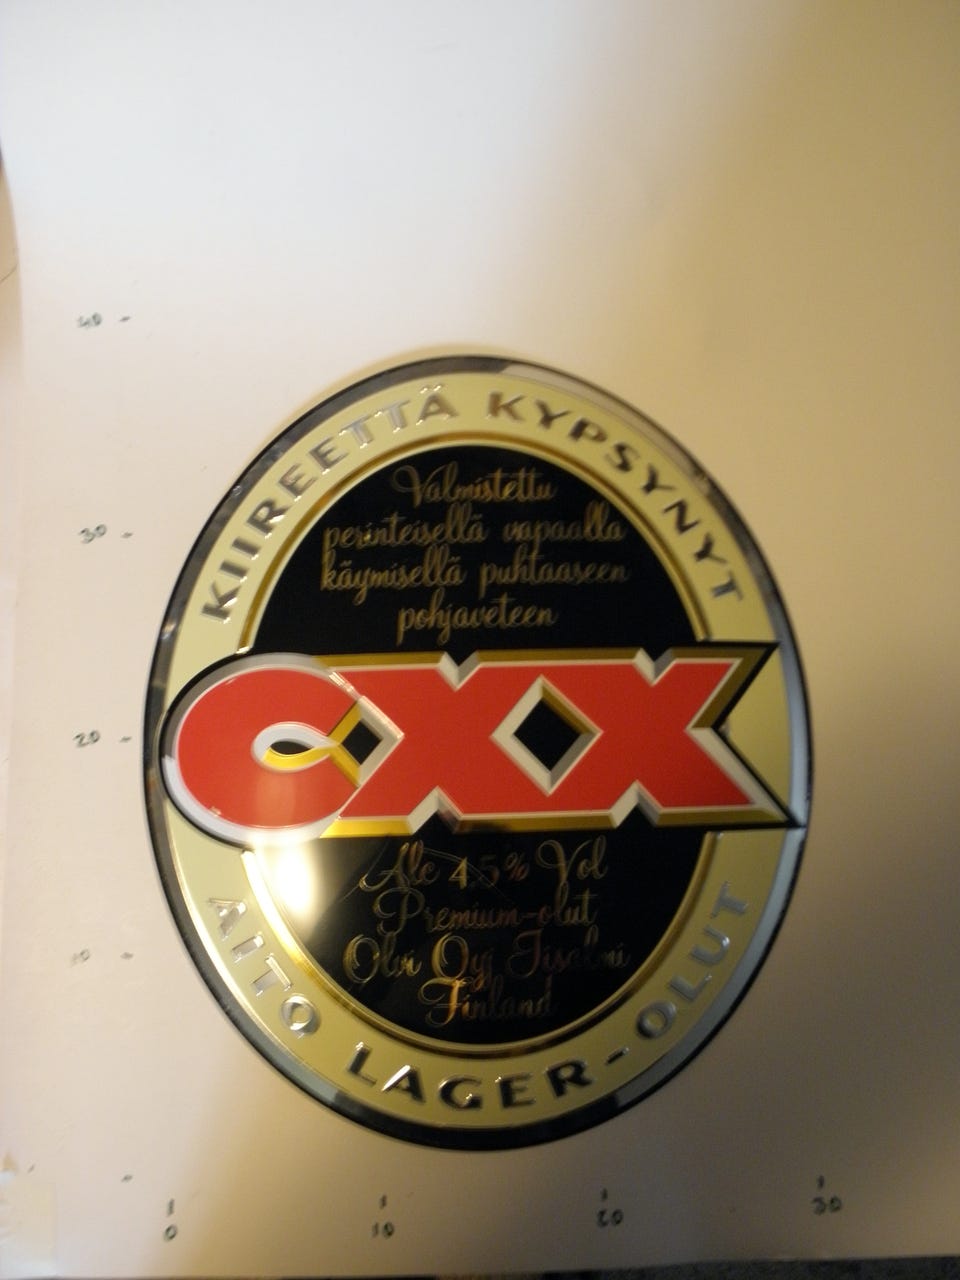 40
30
20
10
KIIREETTÄ KYPSYNYT
Valmistettu
perinteisellä vapaalla
käymisellä puhtaaseen
pohjaveteen
CXX
Alc 4,5% Vol
Premium-olut
Olvi Oyj Iisalmi
Finland
AITO LAGER-OLUT
0 10 20 30